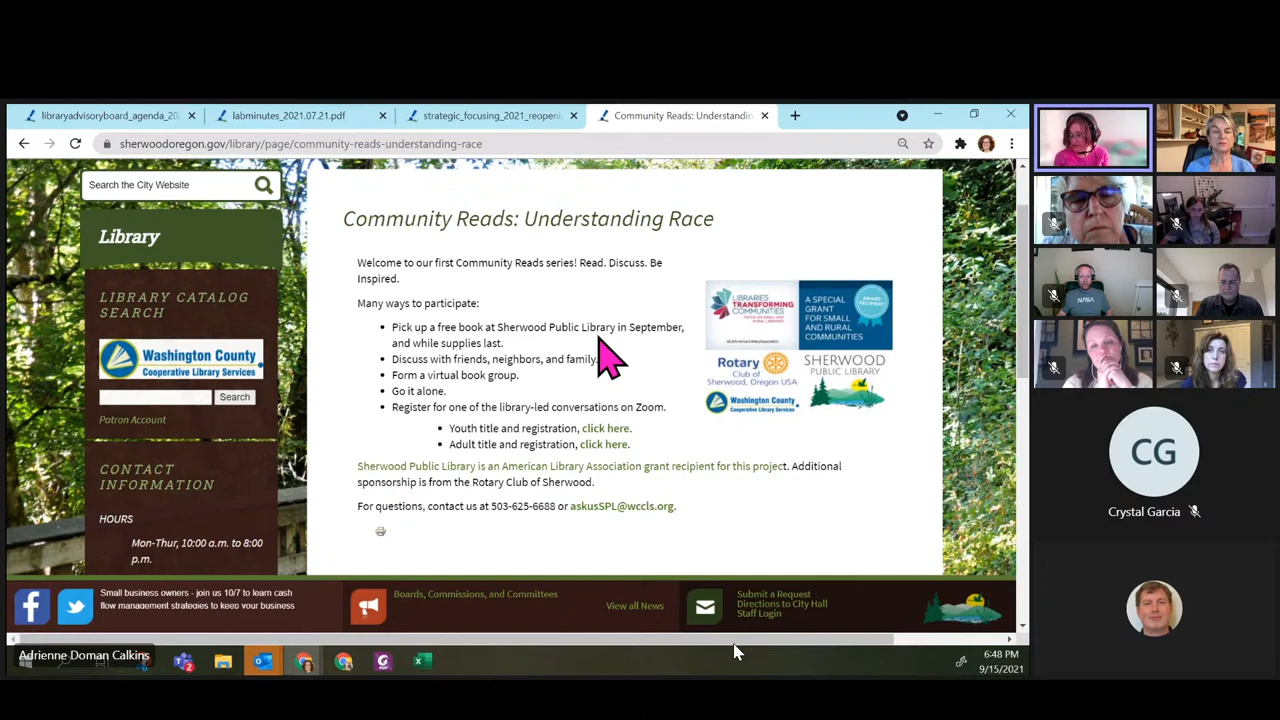 libraryadvisoryboard_agenda_20
labminutes_2021.07.21.pdf
strategic_focusing_2021_reopeni
Community Reads: Understandin
sherwoodoregon.gov/library/page/community-reads-understanding-race
Search the City Website
Library
LIBRARY CATALOG
SEARCH
Washington County
Cooperative Library Services
Search
Patron Account
CONTACT
INFORMATION
HOURS
Mon-Thur, 10:00 a.m. to 8:00
p.m.
Community Reads: Understanding Race
Welcome to our first Community Reads series! Read. Discuss. Be
Inspired.
Many ways to participate:
Pick up a free book at Sherwood Public Library in September,
and while supplies last.
Discuss with friends, neighbors, and family.
Form a virtual book group.
Go it alone.
Register for one of the library-led conversations on Zoom.
Youth title and registration, click here.
Adult title and registration, click here.
Sherwood Public Library is an American Library Association grant recipient for this project. Additional
sponsorship is from the Rotary Club of Sherwood.
For questions, contact us at 503-625-6688 or askusSPL@wccls.org.
LIBRARIES
TRANSFORMING
COMMUNITIES
A SPECIAL
GRANT
FOR SMALL
AND RURAL
COMMUNITIES
Rotary
Club of
Sherwood, Oregon USA
SHERWOOD
PUBLIC LIBRARY
Washington County
Cooperative Library Services
Small business owners - join us 10/7 to learn cash
flow management strategies to keep your business
Boards, Commissions, and Committees
View all News
Submit a Request
Directions to City Hall
Staff Login
Adrienne Doman Calkins
6:48 PM
9/15/2021
NASA
CG
Crystal Garcia